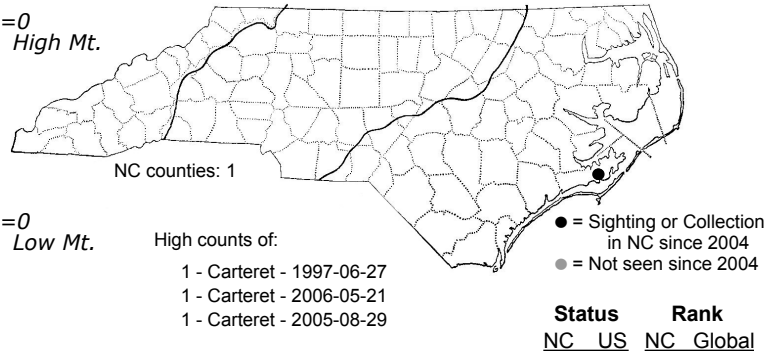 =0
High Mt.
NC counties: 1
=0
Low Mt.
High counts of:
1 - Carteret - 1997-06-27
1 - Carteret - 2006-05-21
1 - Carteret - 2005-08-29
● = Sighting or Collection
in NC since 2004
● = Not seen since 2004
Status Rank
NC US NC Global